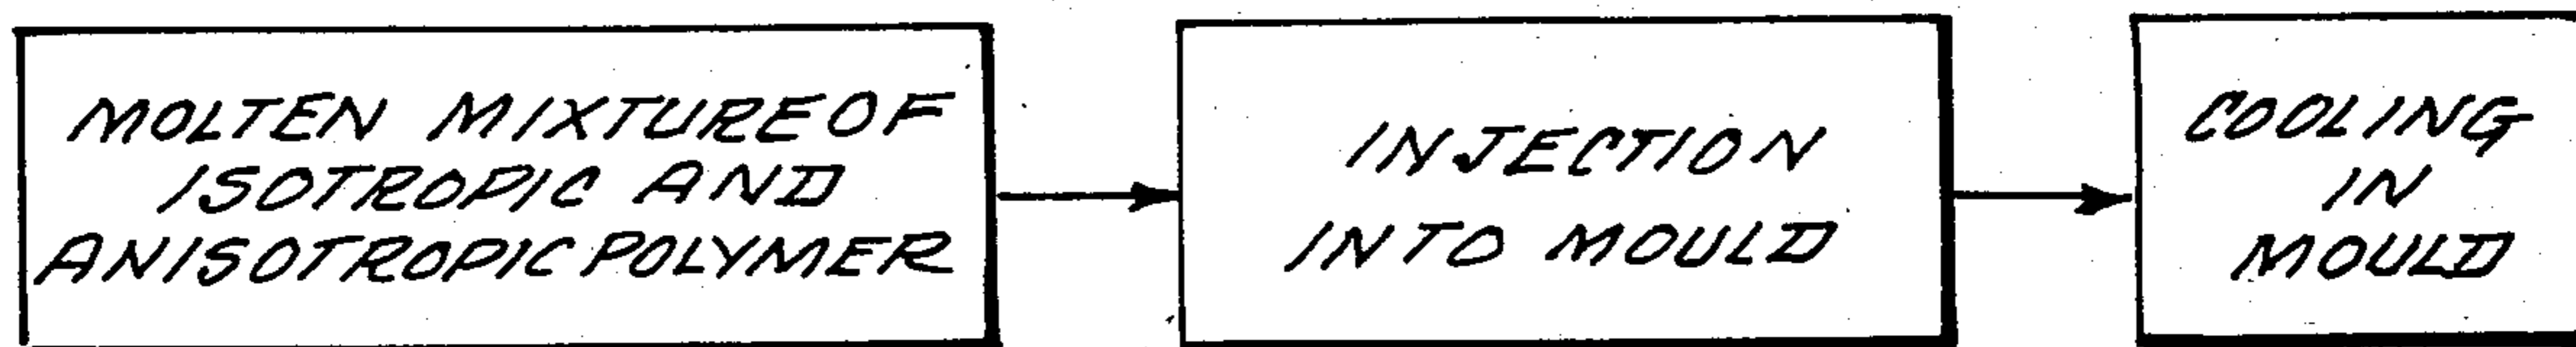 MOLTEN MIXTURE OF
ISOTROPIC AND
ANISOTROPIC POLYMER
INJECTION
INTO MOULD
COOLING
IN
MOULD